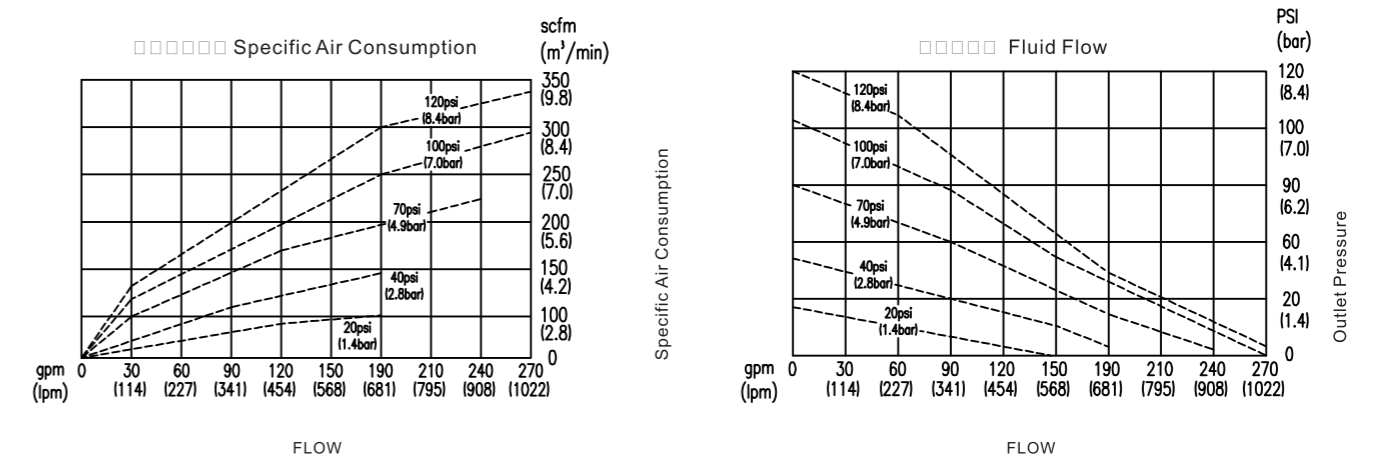 scfm
(m³/min)
□□□□□□ Specific Air Consumption
350
(9.8)
120psi
(8.4bar)
300
(8.4)
100psi
(7.0bar)
250
(7.0)
70psi
(4.9bar)
200
(5.6)
150
(4.2)
40psi
(2.8bar)
100
(2.8)
20psi
(1.4bar)
0
gpm 0 30 60 90 120 150 190 210 240 270
(lpm) (114) (227) (341) (454) (568) (681) (795) (908) (1022)
FLOW
Specific Air Consumption
PSI
(bar)
□□□□□ Fluid Flow
120
(8.4)
120psi
(8.4bar)
100
(7.0)
100psi
(7.0bar)
90
(6.2)
70psi
(4.9bar)
60
(4.1)
40psi
(2.8bar)
20
(1.4)
20psi
(1.4bar)
0
gpm 0 30 60 90 120 150 190 210 240 270
(lpm) (114) (227) (341) (454) (568) (681) (795) (908) (1022)
FLOW
Outlet Pressure